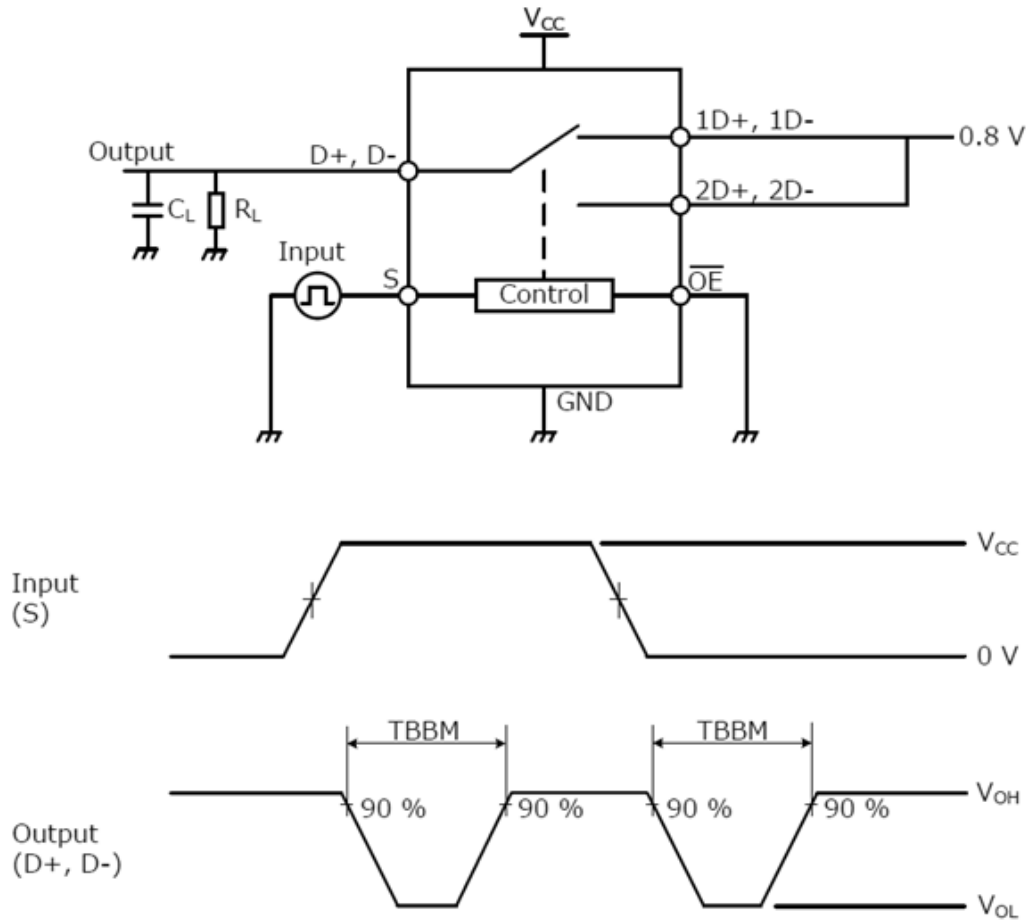 VCC
1D+, 1D-
0.8 V
Output
D+, D-
2D+, 2D-
CL
RL
Input
S
OE
Control
GND
Input
(S)
VCC
0 V
TBBM
TBBM
90 %
90 %
90 %
90 %
VOH
Output
(D+, D-)
VOL